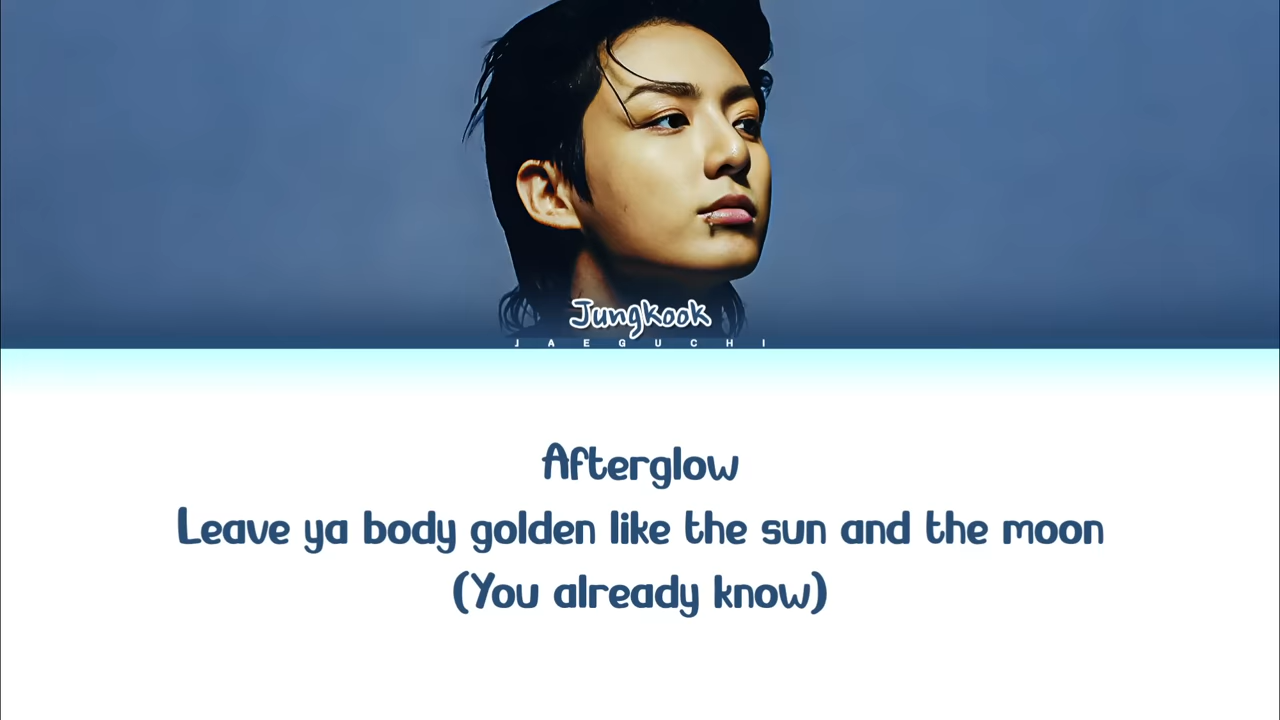 Jungkook
JAEGUCHI
Afterglow
Leave ya body golden like the sun and the moon
(You already know)